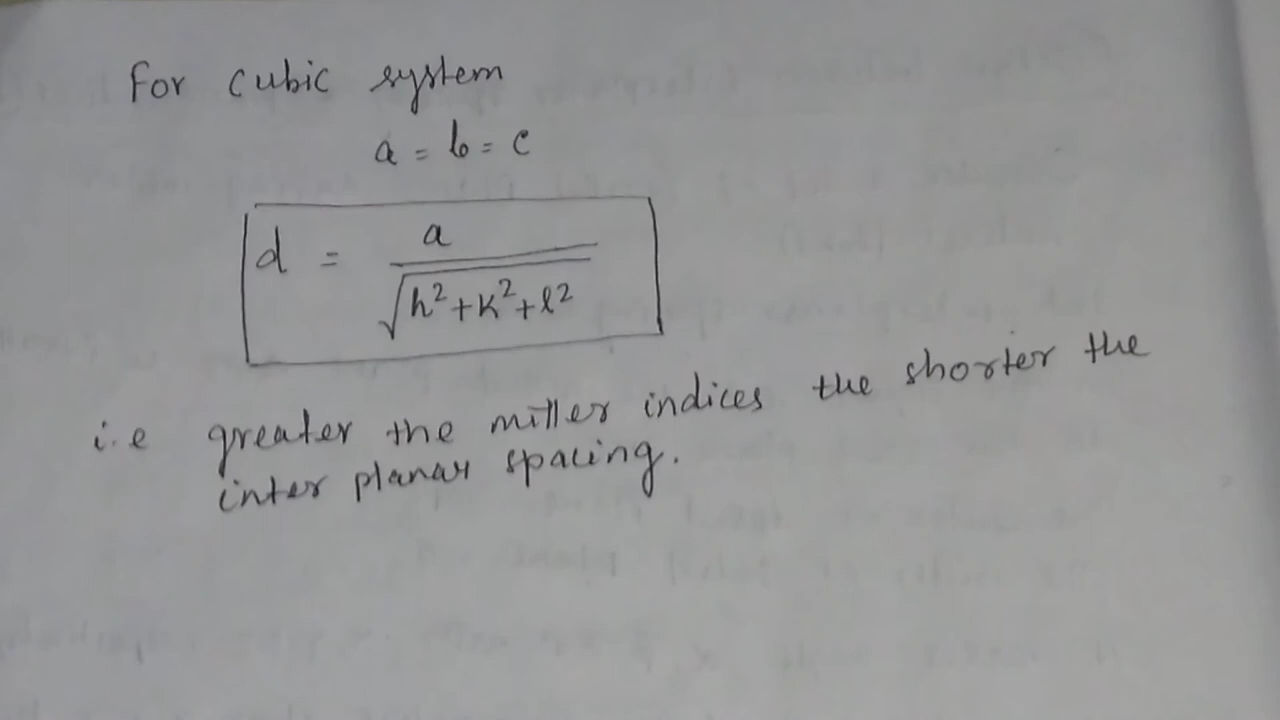 For cubic system
a = b = c
d = a / √(h²+k²+l²)
i.e greater the miller indices the shorter the
inter planar spacing.